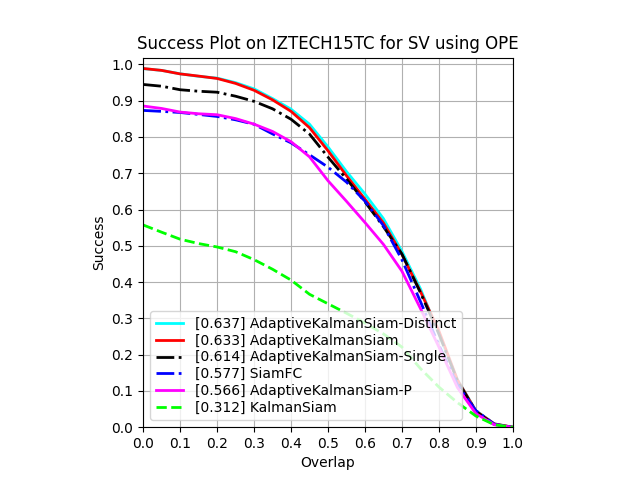 Success Plot on IZTECH15TC for SV using OPE
1.0
0.9
0.8
0.7
0.6
0.5
0.4
0.3
0.2
0.1
0.0
Success
[0.637] AdaptiveKalmanSiam-Distinct
[0.633] AdaptiveKalmanSiam
[0.614] AdaptiveKalmanSiam-Single
[0.577] SiamFC
[0.566] AdaptiveKalmanSiam-P
[0.312] KalmanSiam
0.0 0.1 0.2 0.3 0.4 0.5 0.6 0.7 0.8 0.9 1.0
Overlap